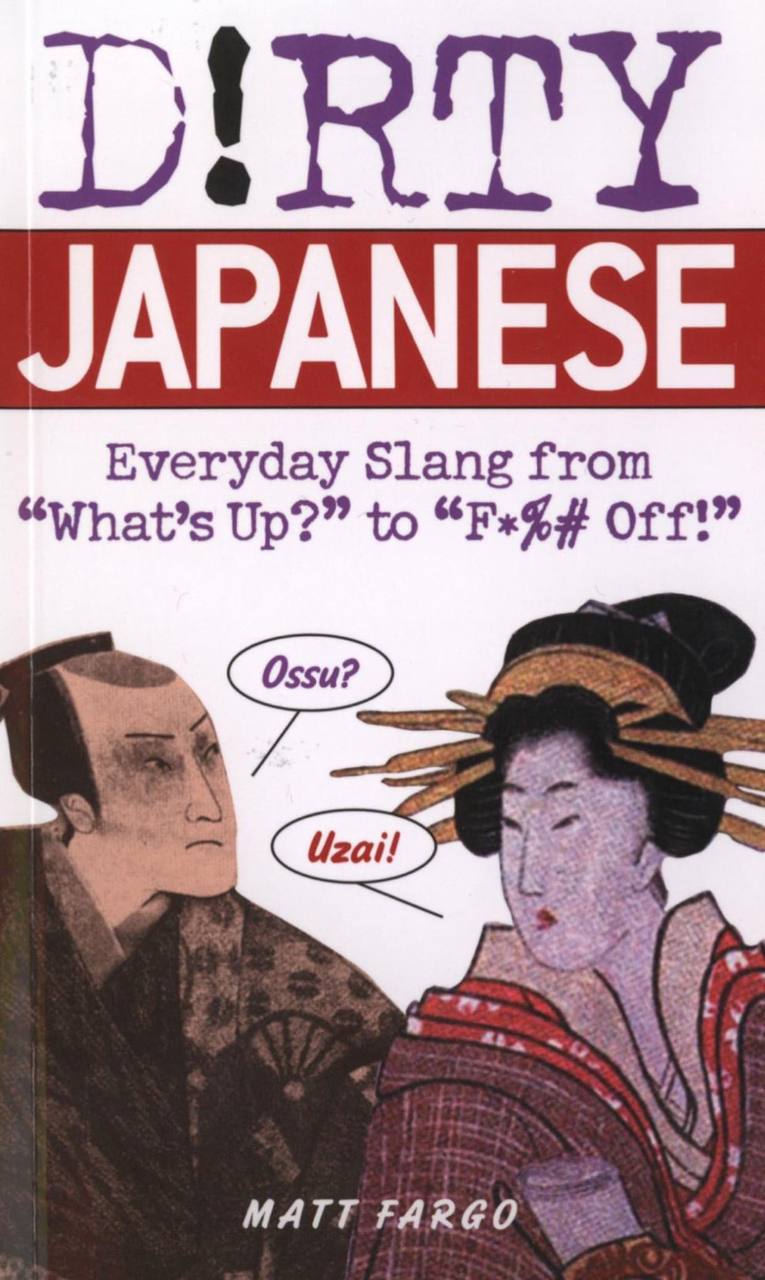 D!RTY
JAPANESE
Everyday Slang from
“What’s Up?” to “F*%# Off!”
Ossu?
Uzai!
MATT FARGO